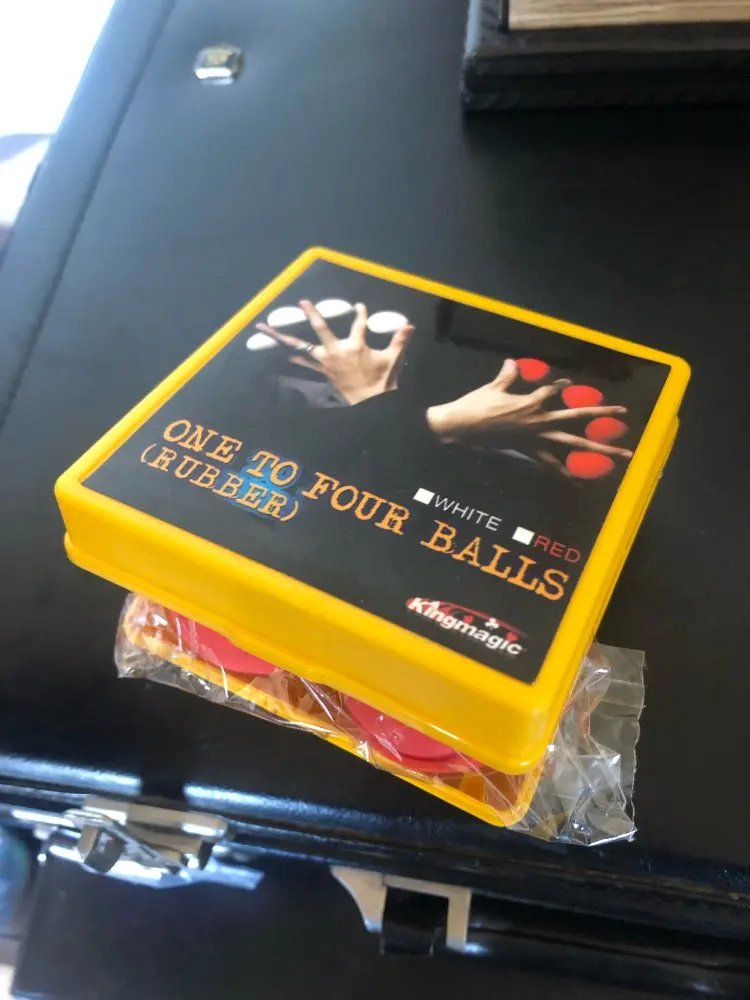 ONE TO FOUR BALLS
(RUBBER)
WHITE RED
Kingmagic